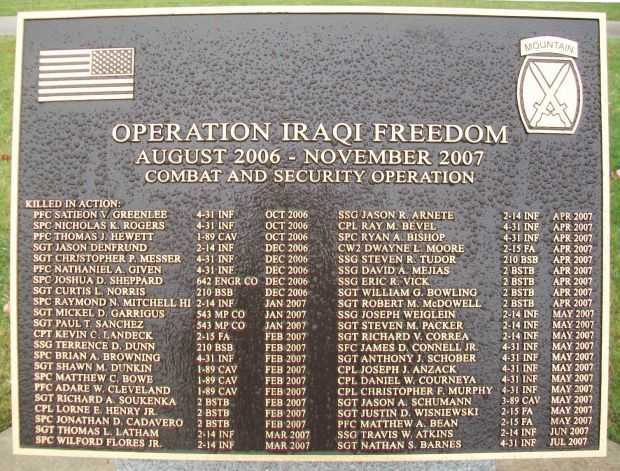 MOUNTAIN
OPERATION IRAQI FREEDOM
AUGUST 2006 - NOVEMBER 2007
COMBAT AND SECURITY OPERATION
KILLED IN ACTION:
PFC SATIEON V. GREENLEE 4-31 INF OCT 2006
SPC NICHOLAS K. ROGERS 4-31 INF OCT 2006
PFC THOMAS J. HEWETT 1-89 CAV OCT 2006
SGT JASON DENFRUND 2-14 INF DEC 2006
SGT CHRISTOPHER P. MESSER 4-31 INF DEC 2006
PFC NATHANIEL A. GIVEN 4-31 INF DEC 2006
SPC JOSHUA D. SHEPPARD 642 ENGR CO DEC 2006
SGT CURTIS L. NORRIS 210 BSB DEC 2006
SPC RAYMOND N. MITCHELL III 2-14 INF JAN 2007
SGT MICKEL D. GARRIGUS 543 MP CO JAN 2007
SGT PAUL T. SANCHEZ 543 MP CO JAN 2007
CPT KEVIN C. LANDECK 2-15 FA FEB 2007
SSG TERRENCE D. DUNN 210 BSB FEB 2007
SPC BRIAN A. BROWNING 4-31 INF FEB 2007
SGT SHAWN M. DUNKIN 1-89 CAV FEB 2007
SPC MATTHEW C. BOWE 1-89 CAV FEB 2007
PFC ADARE W. CLEVELAND 1-89 CAV FEB 2007
SGT RICHARD A. SOUKENKA 2 BSTB FEB 2007
CPL LORNE E. HENRY JR. 2 BSTB FEB 2007
SPC JONATHAN D. CADAVERO 2 BSTB FEB 2007
SGT THOMAS L. LATHAM 2-14 INF MAR 2007
SPC WILFORD FLORES JR. 2-14 INF MAR 2007
SSG JASON R. ARNETE 2-14 INF APR 2007
CPL RAY M. BEVEL 4-31 INF APR 2007
SPC RYAN A. BISHOP 4-31 INF APR 2007
CW2 DWAYNE L. MOORE 2-15 FA APR 2007
SSG STEVEN R. TUDOR 210 BSB APR 2007
SSG DAVID A. MEJIAS 2 BSTB APR 2007
SSG ERIC R. VICK 2 BSTB APR 2007
SGT WILLIAM G. BOWLING 2 BSTB APR 2007
SSG ROBERT M. McDOWELL 2 BSTB APR 2007
SSG JOSEPH WEIGLEIN 2-14 INF MAY 2007
SGT STEVEN M. PACKER 2-14 INF MAY 2007
SGT RICHARD V. CORREA 2-14 INF MAY 2007
SFC JAMES D. CONNELL JR. 4-31 INF MAY 2007
SGT ANTHONY J. SCHOBER 4-31 INF MAY 2007
CPL JOSEPH J. ANZACK 4-31 INF MAY 2007
CPL DANIEL W. COURNEYA 4-31 INF MAY 2007
CPL CHRISTOPHER F. MURPHY 4-31 INF MAY 2007
SGT JASON A. SCHUMANN 3-89 CAV MAY 2007
SGT JUSTIN D. WISNIEWSKI 2-15 FA MAY 2007
PFC MATTHEW A. BEAN 2-15 FA MAY 2007
SSG TRAVIS W. ATKINS 2-14 INF JUN 2007
SGT NATHAN S. BARNES 4-31 INF JUL 2007